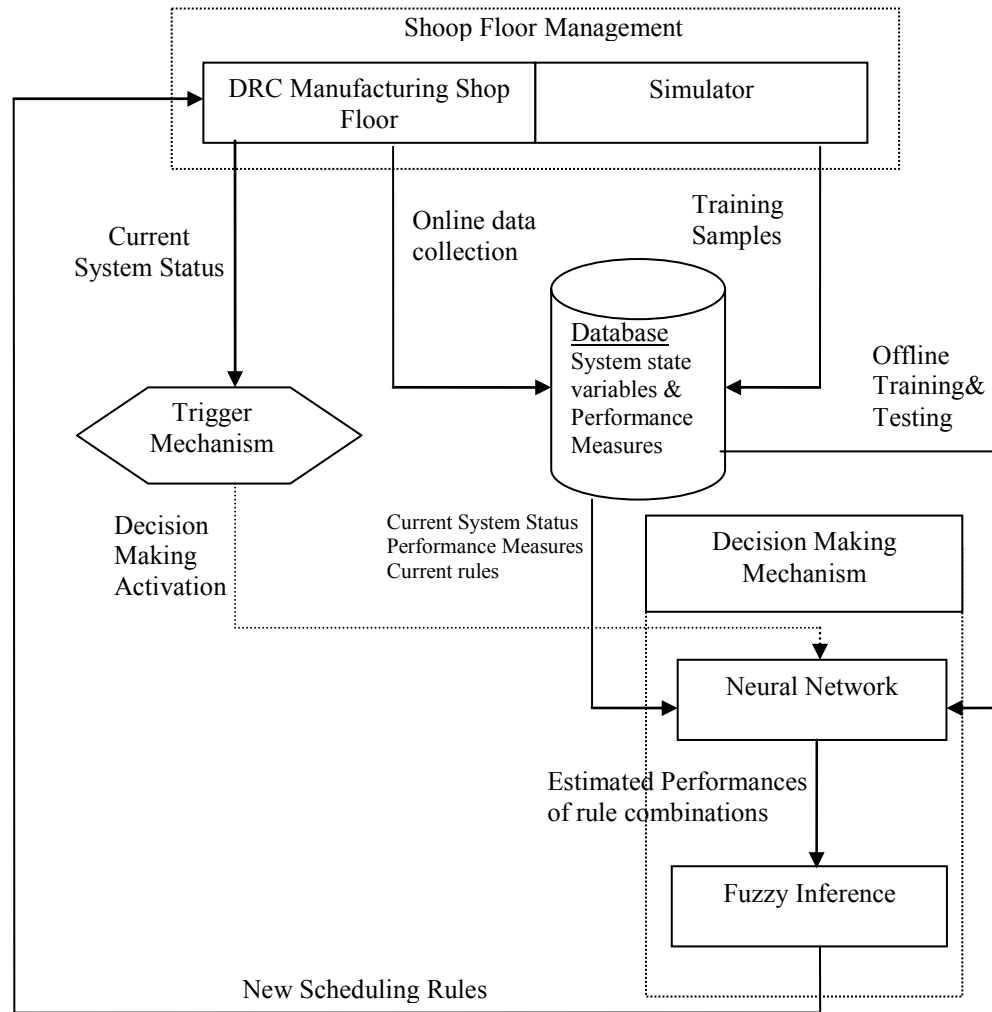 Shoop Floor Management
DRC Manufacturing Shop
Floor
Simulator
Current
System Status
Online data
collection
Training
Samples
Database
System state
variables &
Performance
Measures
Offline
Training&
Testing
Trigger
Mechanism
Decision
Making
Activation
Current System Status
Performance Measures
Current rules
Decision Making
Mechanism
Neural Network
Estimated Performances
of rule combinations
Fuzzy Inference
New Scheduling Rules